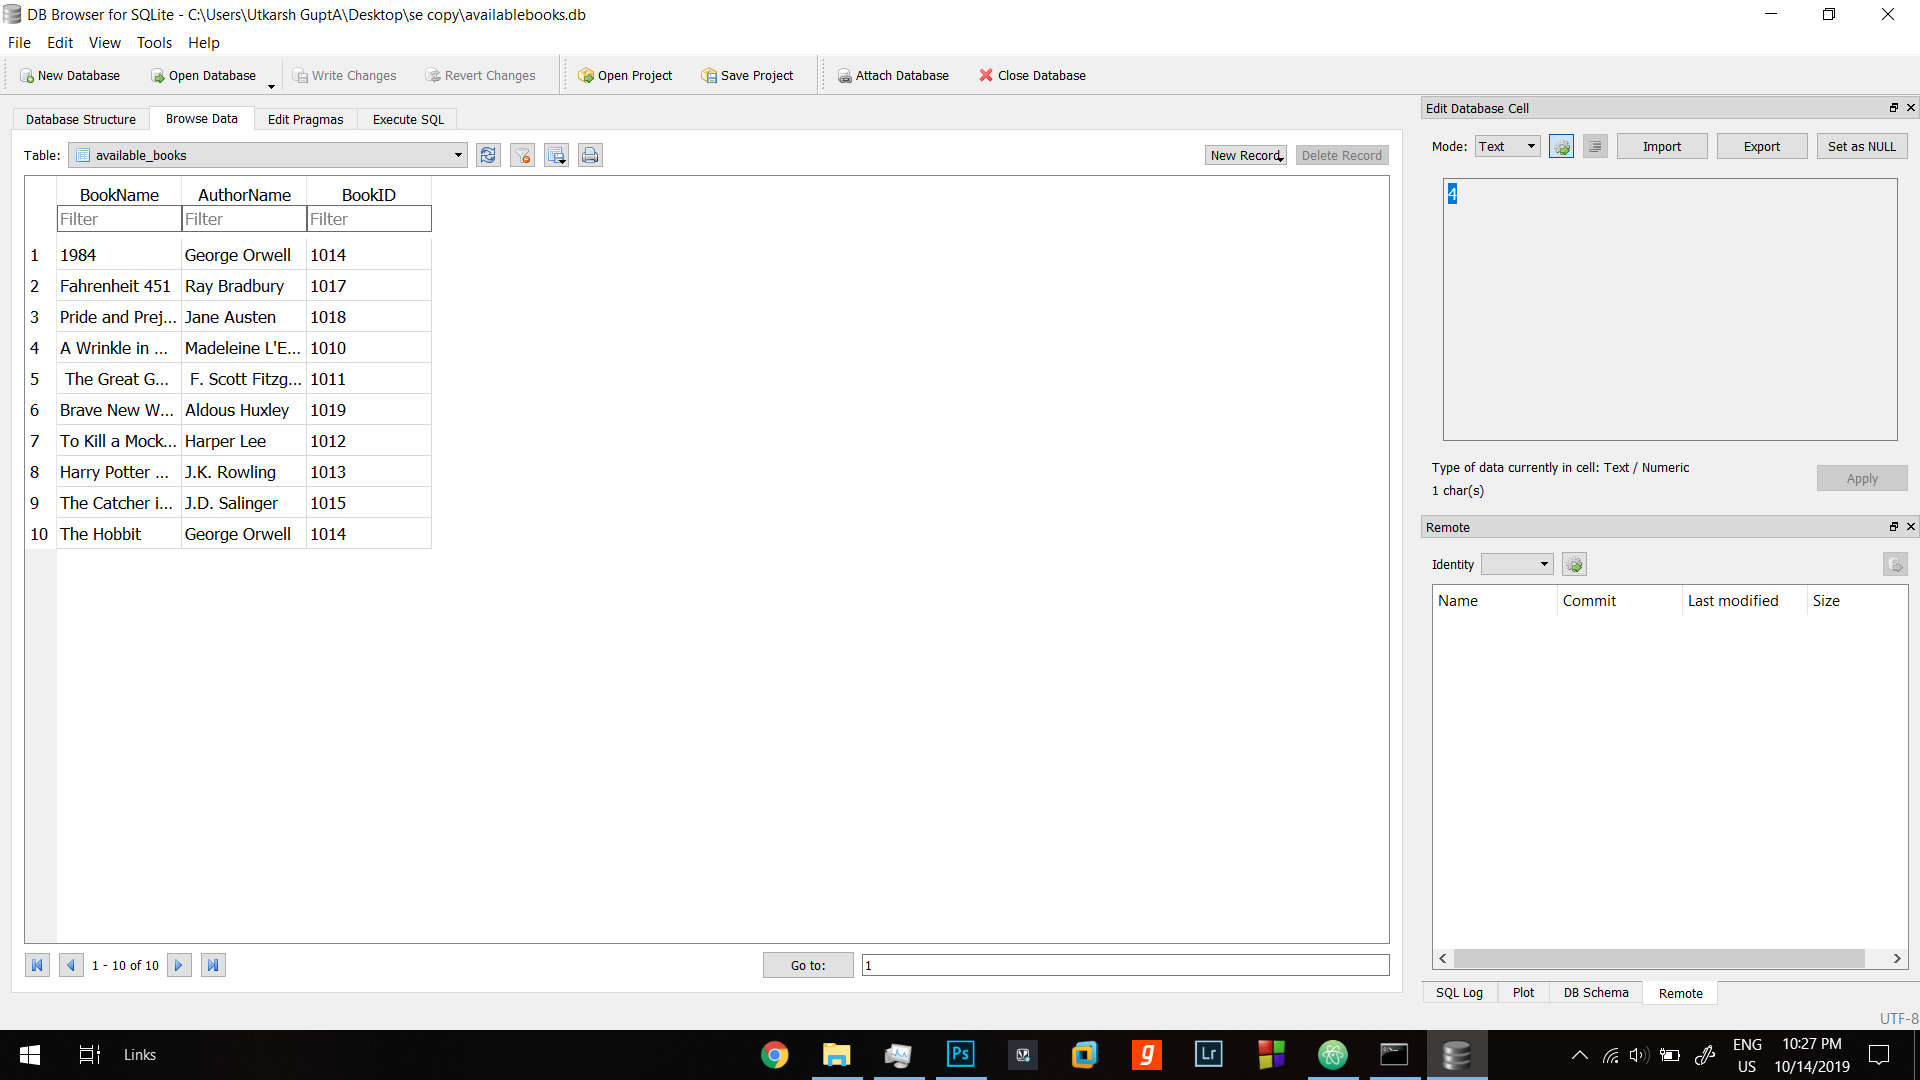 DB Browser for SQLite - C:\Users\Utkarsh GuptA\Desktop\se copy\availablebooks.db
File Edit View Tools Help
New Database Open Database Write Changes Revert Changes Open Project Save Project Attach Database Close Database
Database Structure Browse Data Edit Pragmas Execute SQL
Table: available_books New Record Delete Record
BookName AuthorName BookID
Filter Filter Filter
1 1984 George Orwell 1014
2 Fahrenheit 451 Ray Bradbury 1017
3 Pride and Prej... Jane Austen 1018
4 A Wrinkle in ... Madeleine L'E... 1010
5 The Great G... F. Scott Fitzg... 1011
6 Brave New W... Aldous Huxley 1019
7 To Kill a Mock... Harper Lee 1012
8 Harry Potter ... J.K. Rowling 1013
9 The Catcher i... J.D. Salinger 1015
10 The Hobbit George Orwell 1014
1 - 10 of 10 Go to: 1
Edit Database Cell
Mode: Text Import Export Set as NULL
4
Type of data currently in cell: Text / Numeric
1 char(s)
Apply
Remote
Identity
Name Commit Last modified Size
SQL Log Plot DB Schema Remote
UTF-8
Links Ps g Lr
ENG
US
10:27 PM
10/14/2019